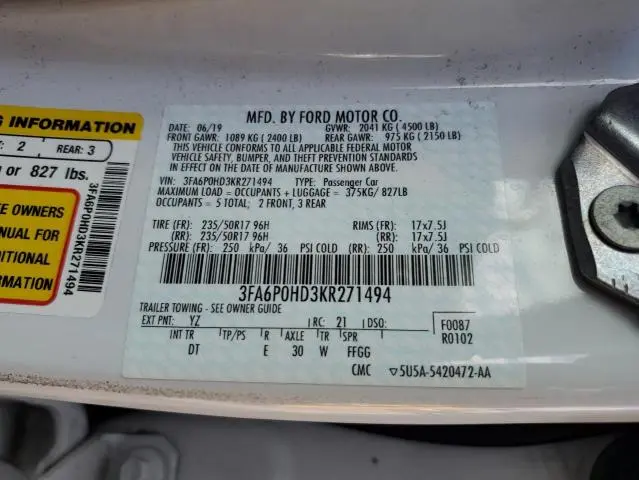 G INFORMATION
: 2 REAR: 3
or 827 lbs.
E OWNERS
NUAL FOR
DITIONAL
ORMATION
3FA6P0HD3KR271494
MFD. BY FORD MOTOR CO.
DATE: 06/19 GVWR: 2041 KG ( 4500 LB)
FRONT GAWR: 1089 KG ( 2400 LB) REAR GAWR: 975 KG ( 2150 LB)
THIS VEHICLE CONFORMS TO ALL APPLICABLE FEDERAL MOTOR
VEHICLE SAFETY, BUMPER, AND THEFT PREVENTION STANDARDS
IN EFFECT ON THE DATE OF MANUFACTURE SHOWN ABOVE.
VIN: 3FA6P0HD3KR271494 TYPE: Passenger Car
MAXIMUM LOAD = OCCUPANTS + LUGGAGE = 375KG/ 827LB
OCCUPANTS = 5 TOTAL; 2 FRONT, 3 REAR
TIRE (FR): 235/50R17 96H RIMS (FR): 17x7.5J
(RR): 235/50R17 96H (RR): 17x7.5J
PRESSURE (FR): 250 kPa/ 36 PSI COLD (RR): 250 kPa/ 36 PSI COLD
3FA6P0HD3KR271494
TRAILER TOWING - SEE OWNER GUIDE
EXT PNT: YZ RC: 21 DSO: F0087
R0102
INT TR TP/PS R AXLE TR SPR
DT E 30 W FFGG
CMC ▽5U5A-5420472-AA